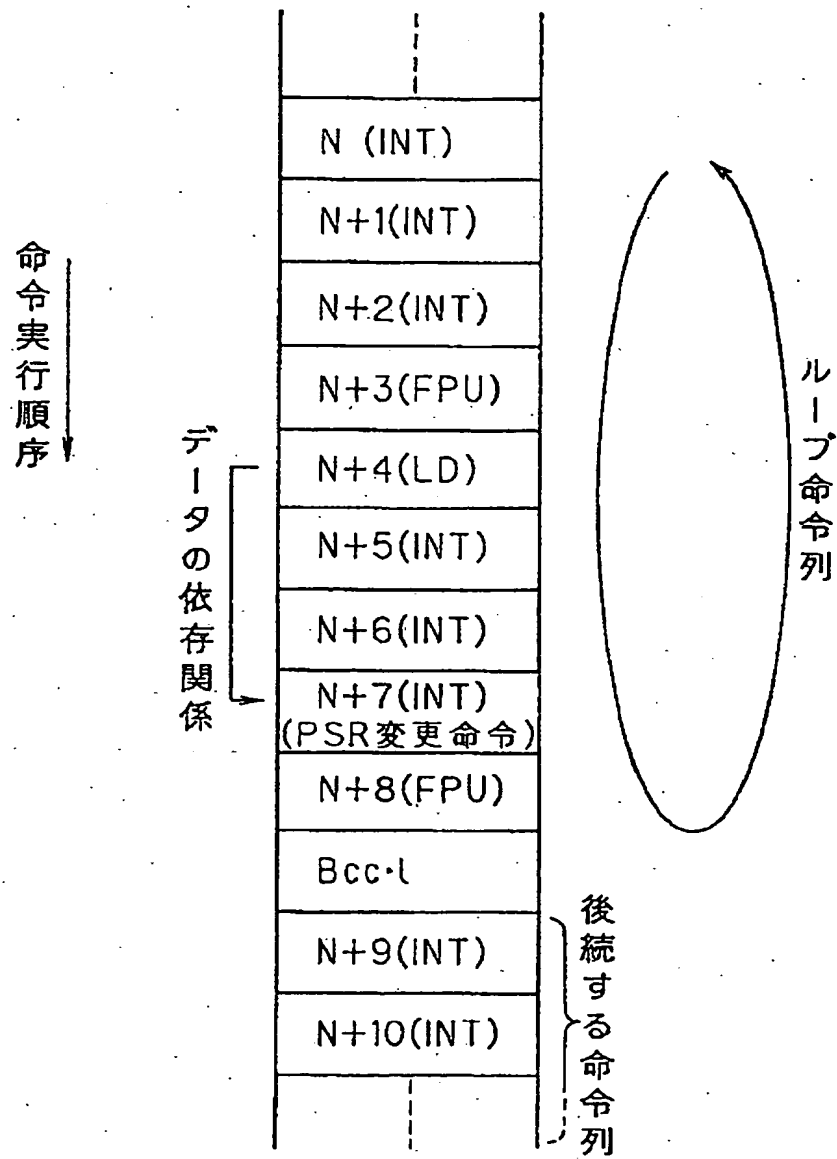 命令実行順序
データの依存関係
N (INT)
N+1(INT)
N+2(INT)
N+3(FPU)
N+4(LD)
N+5(INT)
N+6(INT)
N+7(INT)
(PSR変更命令)
N+8(FPU)
Bcc・l
N+9(INT)
N+10(INT)
ループ命令列
後続する命令列